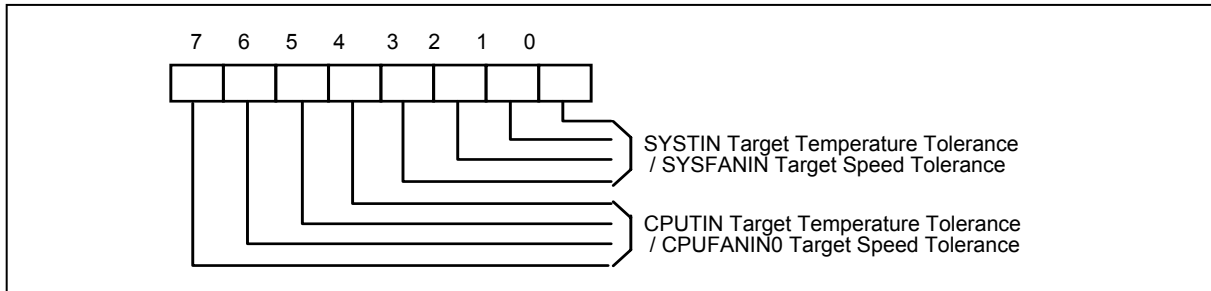 7 6 5 4 3 2 1 0
SYSTIN Target Temperature Tolerance
/ SYSFANIN Target Speed Tolerance
CPUTIN Target Temperature Tolerance
/ CPUFANIN0 Target Speed Tolerance